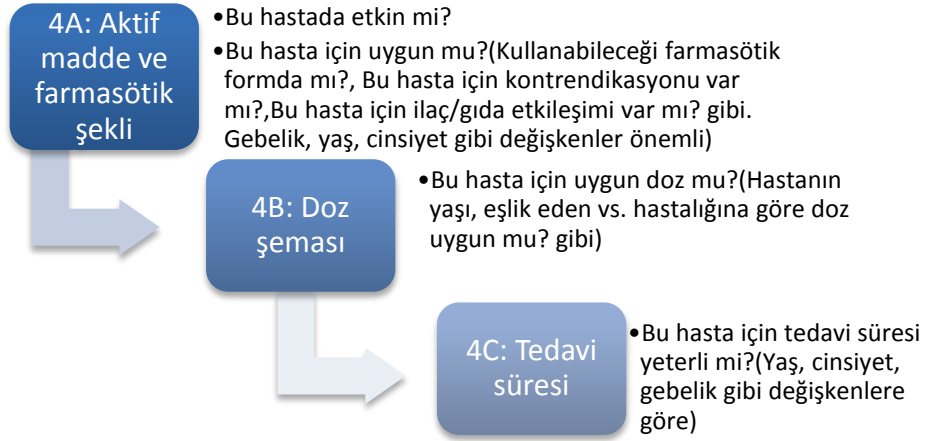 4A: Aktif
madde ve
farmasötik
şekli
•Bu hastada etkin mi?
•Bu hasta için uygun mu?(Kullanabileceği farmasötik
formda mı?, Bu hasta için kontrendikasyonu var
mı?,Bu hasta için ilaç/gıda etkileşimi var mı? gibi.
Gebelik, yaş, cinsiyet gibi değişkenler önemli)
4B: Doz
şeması
•Bu hasta için uygun doz mu?(Hastanın
yaşı, eşlik eden vs. hastalığına göre doz
uygun mu? gibi)
4C: Tedavi
süresi
•Bu hasta için tedavi süresi
yeterli mi?(Yaş, cinsiyet,
gebelik gibi değişkenlere
göre)